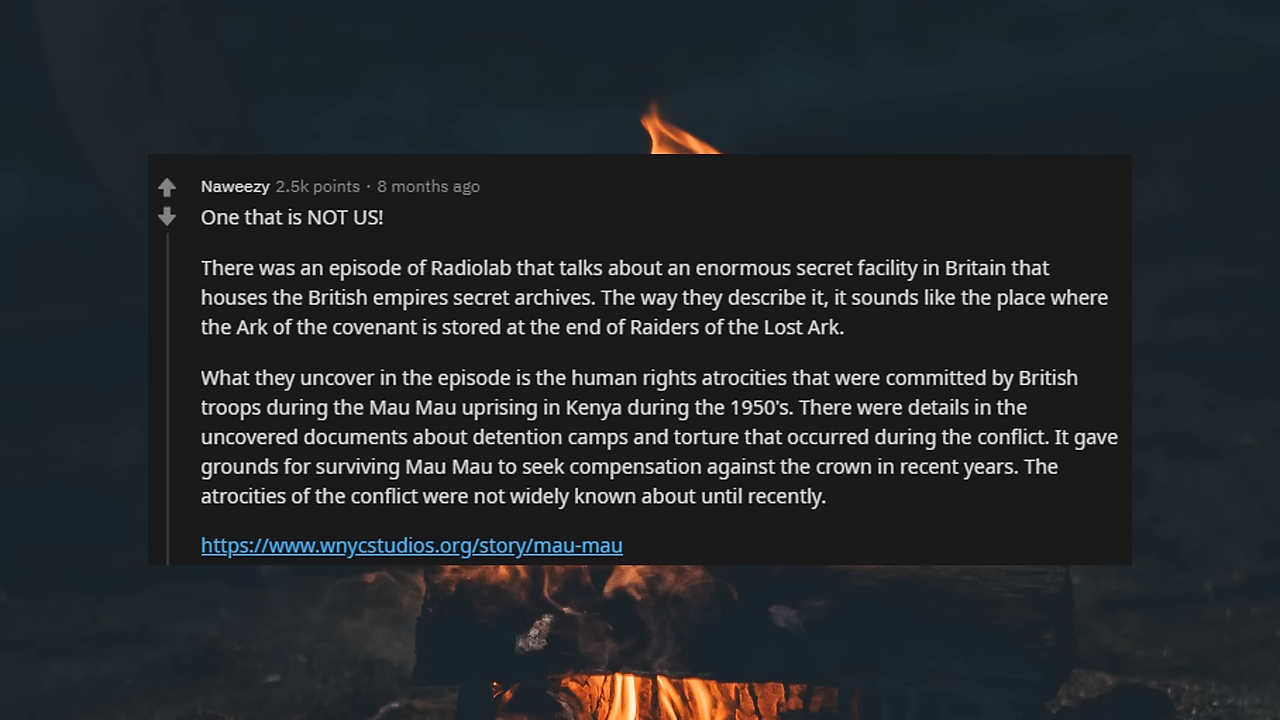 Naweezy 2.5k points · 8 months ago
One that is NOT US!
There was an episode of Radiolab that talks about an enormous secret facility in Britain that
houses the British empires secret archives. The way they describe it, it sounds like the place where
the Ark of the covenant is stored at the end of Raiders of the Lost Ark.
What they uncover in the episode is the human rights atrocities that were committed by British
troops during the Mau Mau uprising in Kenya during the 1950's. There were details in the
uncovered documents about detention camps and torture that occurred during the conflict. It gave
grounds for surviving Mau Mau to seek compensation against the crown in recent years. The
atrocities of the conflict were not widely known about until recently.
https://www.wnycstudios.org/story/mau-mau